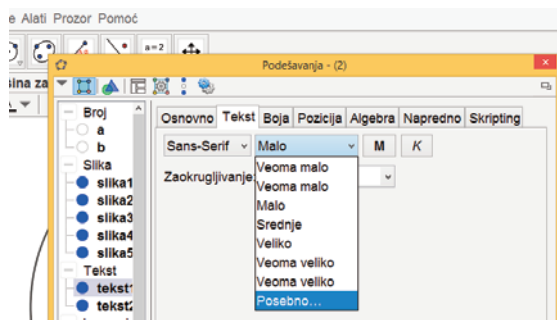 e Alati Prozor Pomoć
a=2
Podešavanja - (2)
ina za
Osnovno Tekst Boja Pozicija Algebra Napredno Skripting
Broj
a
b
Slika
slika1
slika2
slika3
slika4
slika5
Tekst
tekst1
tekst2
Sans-Serif Malo M K
Zaokrugljivanje:
Veoma malo
Veoma malo
Malo
Srednje
Veliko
Veoma veliko
Veoma veliko
Posebno...